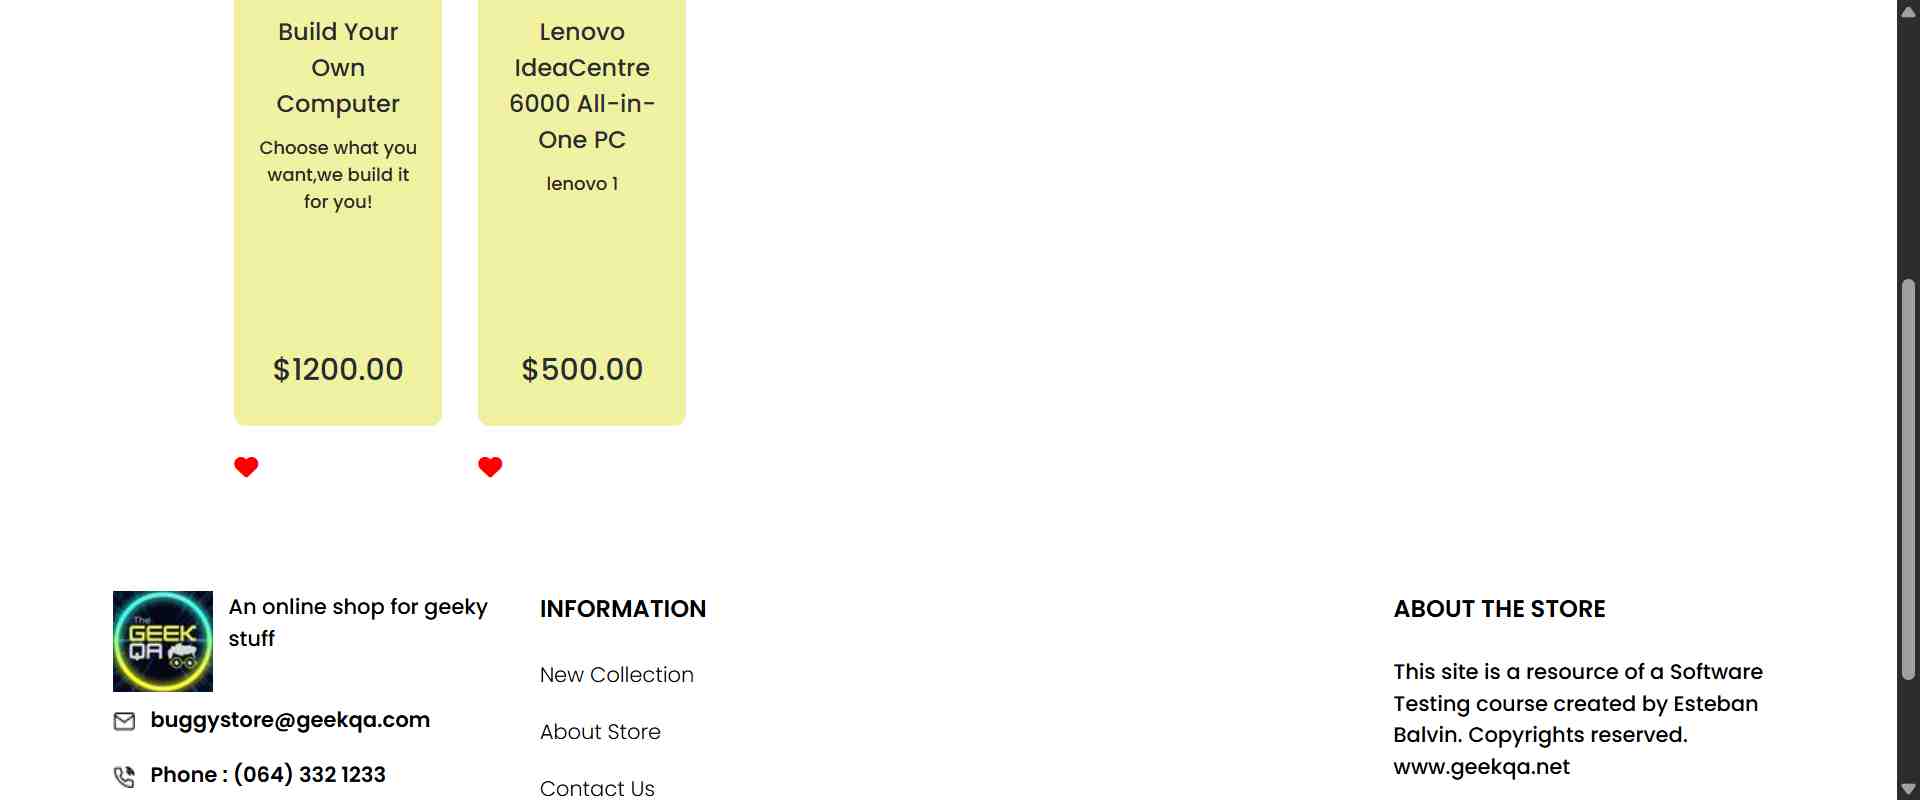 Build Your
Own
Computer
Choose what you
want,we build it
for you!
$1200.00
Lenovo
IdeaCentre
6000 All-in-
One PC
lenovo 1
$500.00
The
GEEK
QA
An online shop for geeky
stuff
buggystore@geekqa.com
Phone : (064) 332 1233
INFORMATION
New Collection
About Store
Contact Us
ABOUT THE STORE
This site is a resource of a Software
Testing course created by Esteban
Balvin. Copyrights reserved.
www.geekqa.net